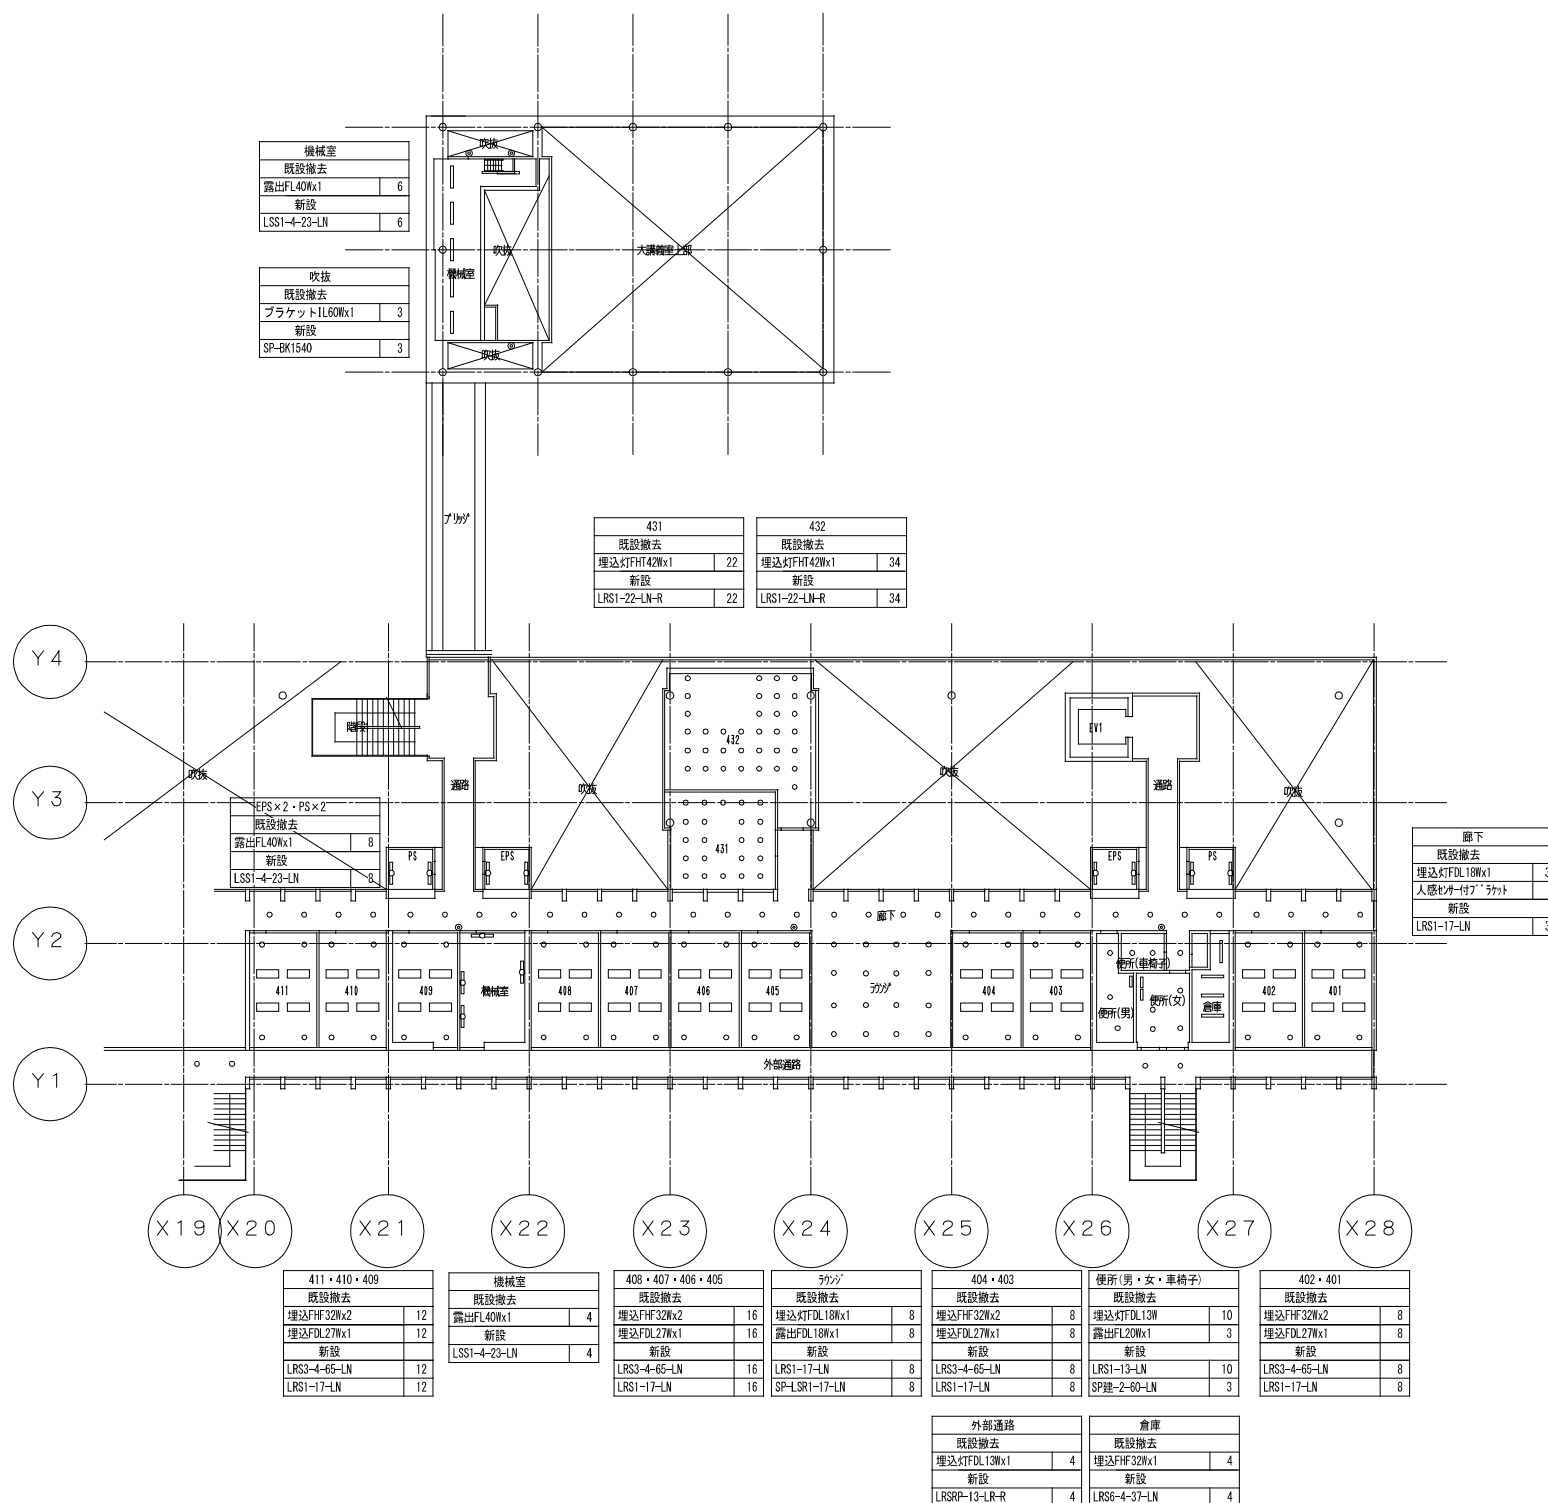 機械室
既設撤去
露出FL40Wx1 6
新設
LSS1-4-23-LN 6
吹抜
既設撤去
ブラケットIL60Wx1 3
新設
SP-BK1540 3
吹抜
吹抜
機械室
大講義室上部
吹抜
ブリッジ
431
既設撤去
埋込灯FHT42Wx1 22
新設
LRS1-22-LN-R 22
432
既設撤去
埋込灯FHT42Wx1 34
新設
LRS1-22-LN-R 34
Y4
階段
432
EV1
吹抜
吹抜
吹抜
吹抜
通路
通路
Y3
EPS×2・PS×2
既設撤去
露出FL40Wx1 8
新設
LSS1-4-23-LN 8
PS
EPS
431
EPS
PS
廊下
既設撤去
埋込灯FDL18Wx1 3
人感センサー付ブラケット
新設
LRS1-17-LN 3
廊下
Y2
411
410
409
機械室
408
407
406
405
ラウンジ
404
403
便所(車椅子)
便所(男)
便所(女)
倉庫
402
401
外部通路
Y1
X19
X20
X21
X22
X23
X24
X25
X26
X27
X28
411・410・409
既設撤去
埋込FHF32Wx2 12
埋込FDL27Wx1 12
新設
LRS3-4-65-LN 12
LRS1-17-LN 12
機械室
既設撤去
露出FL40Wx1 4
新設
LSS1-4-23-LN 4
408・407・406・405
既設撤去
埋込FHF32Wx2 16
埋込FDL27Wx1 16
新設
LRS3-4-65-LN 16
LRS1-17-LN 16
ラウンジ
既設撤去
埋込灯FDL18Wx1 8
露出FDL18Wx1 8
新設
LRS1-17-LN 8
SP-LSR1-17-LN 8
404・403
既設撤去
埋込FHF32Wx2 8
埋込FDL27Wx1 8
新設
LRS3-4-65-LN 8
LRS1-17-LN 8
便所(男・女・車椅子)
既設撤去
埋込灯FDL13W 10
露出FL20Wx1 3
新設
LRS1-13-LN 10
SP建-2-60-LN 3
402・401
既設撤去
埋込FHF32Wx2 8
埋込FDL27Wx1 8
新設
LRS3-4-65-LN 8
LRS1-17-LN 8
外部通路
既設撤去
埋込灯FDL13Wx1 4
新設
LRSRP-13-LR-R 4
倉庫
既設撤去
埋込FHF32Wx1 4
新設
LRS6-4-37-LN 4